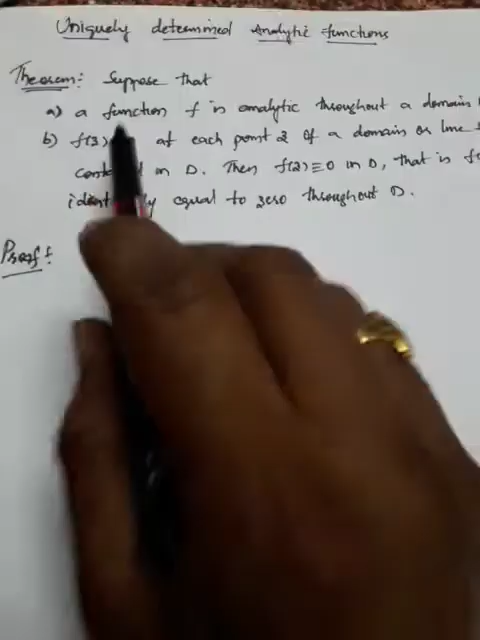 Uniquely determined Analytic functions
Theorem: Suppose that
a) a function f is analytic throughout a domain
b) f(z) at each point z of a domain or line
in D. Then f(z) ≡ 0 in D, that is
equal to zero throughout D.
Proof: